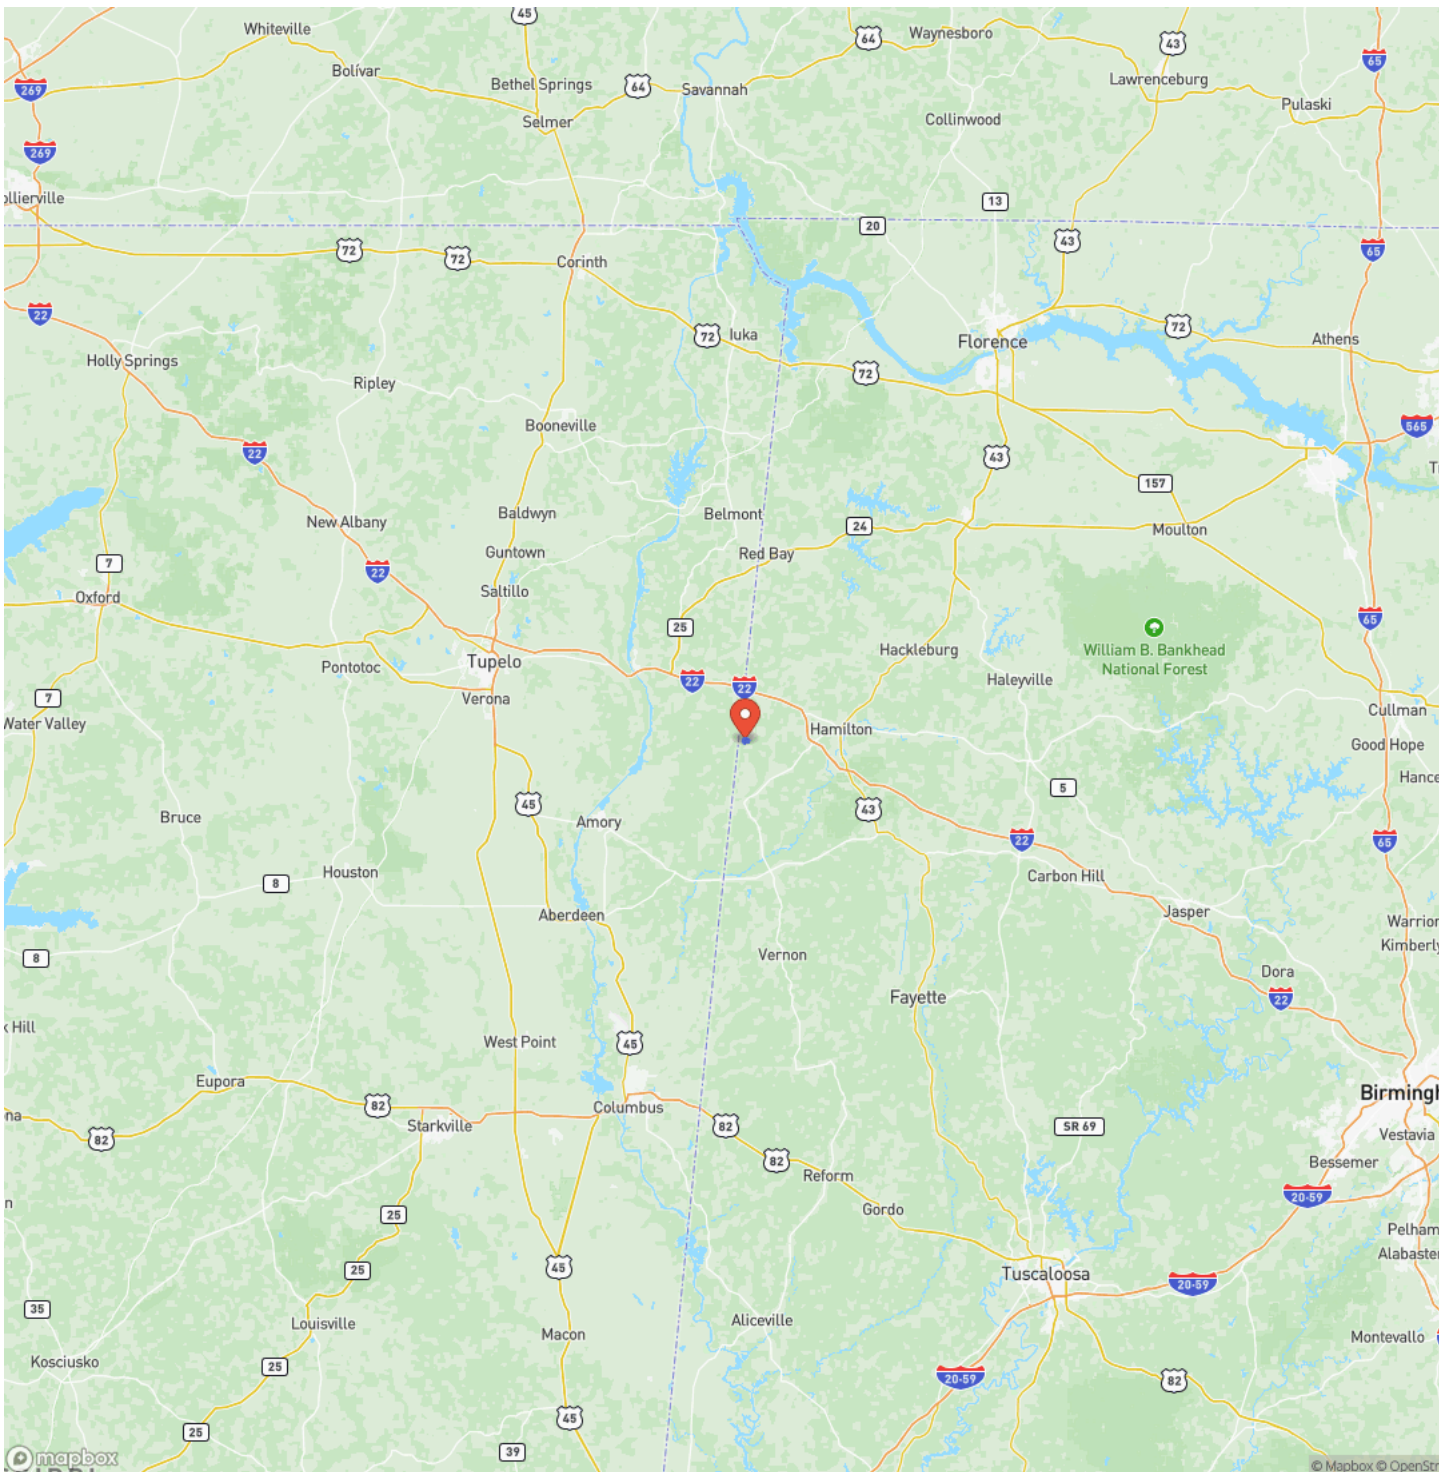 45
Whiteville
64
Waynesboro
43
65
Bolívar
269
Bethel Springs
64
Savannah
Lawrenceburg
Pulaski
Selmer
Collinwood
269
ollierville
13
20
43
65
72
72
Corinth
22
72
Iuka
72
Florence
Athens
Holly Springs
72
Ripley
Booneville
565
22
43
157
New Albany
Baldwyn
Belmont
24
Moulton
Guntown
Red Bay
7
22
Oxford
Saltillo
65
25
William B. Bankhead
National Forest
Hackleburg
Pontotoc
Tupelo
22
22
Haleyville
7
Verona
Cullman
Water Valley
Hamilton
Good Hope
Hance
5
45
43
Bruce
Amory
22
65
Houston
8
Carbon Hill
Aberdeen
Jasper
Warrior
Kimberly
8
Vernon
Dora
Fayette
22
k Hill
West Point
45
Eupora
Birmingh
82
Columbus
na
82
Starkville
82
SR 69
Vestavia
82
Reform
Bessemer
20-59
n
25
Gordo
Pelham
Alabaster
45
25
Tuscaloosa
20-59
35
Louisville
Macon
Aliceville
Montevallo
Kosciusko
25
20-59
82
25
45
39
mapbox
© Mapbox © OpenStr